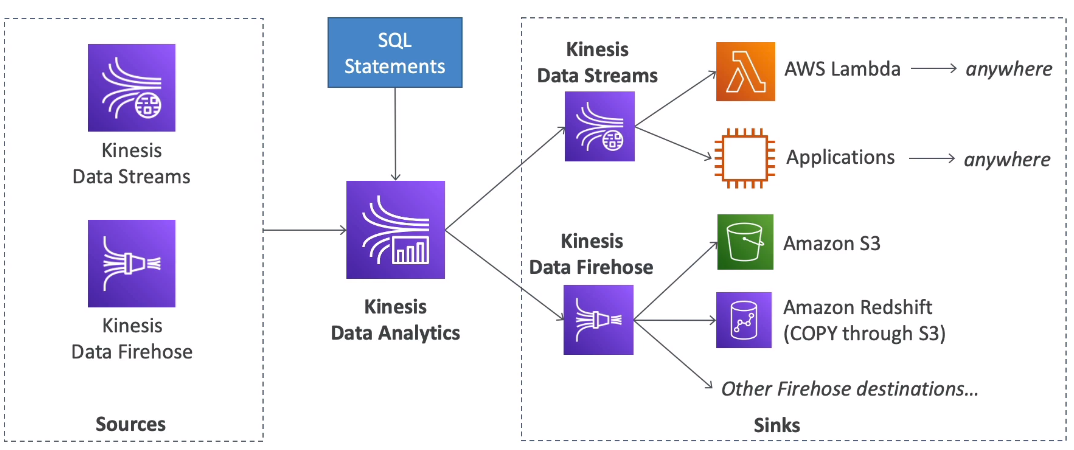 Kinesis
Data Streams
Kinesis
Data Firehose
Sources
SQL
Statements
Kinesis
Data Analytics
Kinesis
Data Streams
AWS Lambda
anywhere
Applications
anywhere
Kinesis
Data Firehose
Amazon S3
Amazon Redshift
(COPY through S3)
Other Firehose destinations...
Sinks